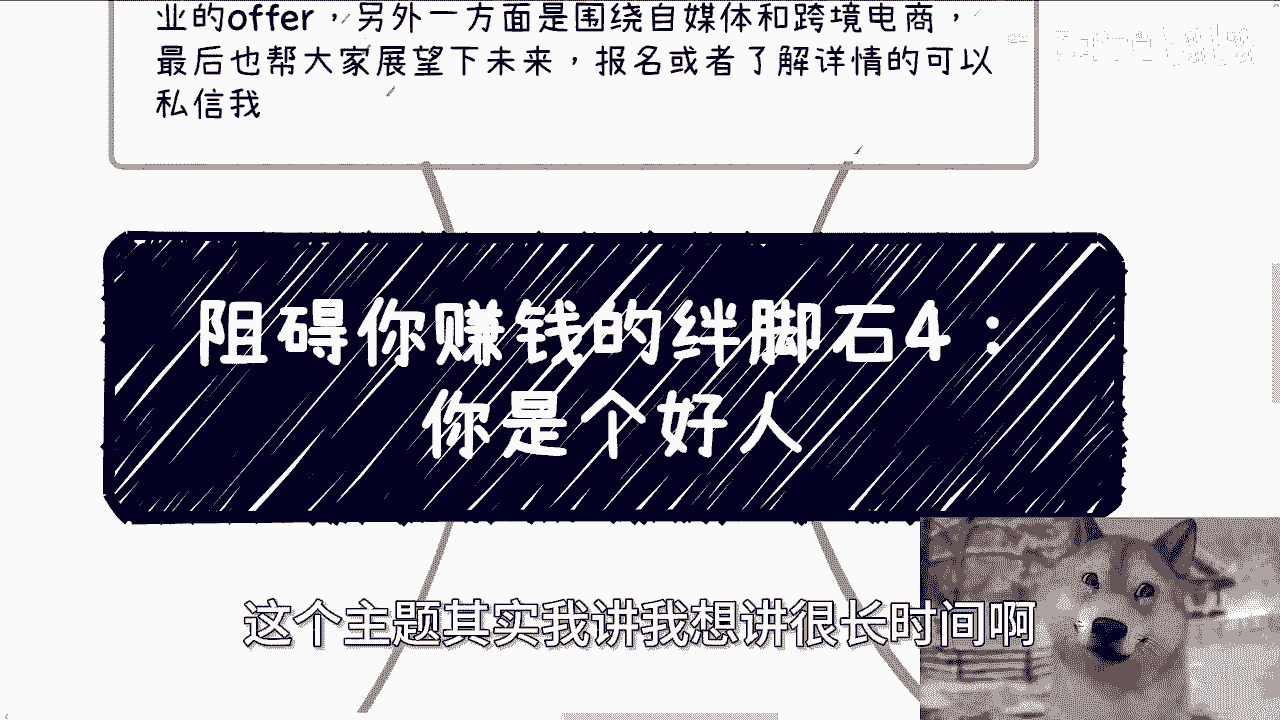 业的offer，另外一方面是围绕自媒体和跨境电商，
最后也帮大家展望下未来，报名或者了解详情的可以
私信我
阻碍你赚钱的绊脚石4：
你是个好人
这个主题其实我讲我想讲很长时间啊